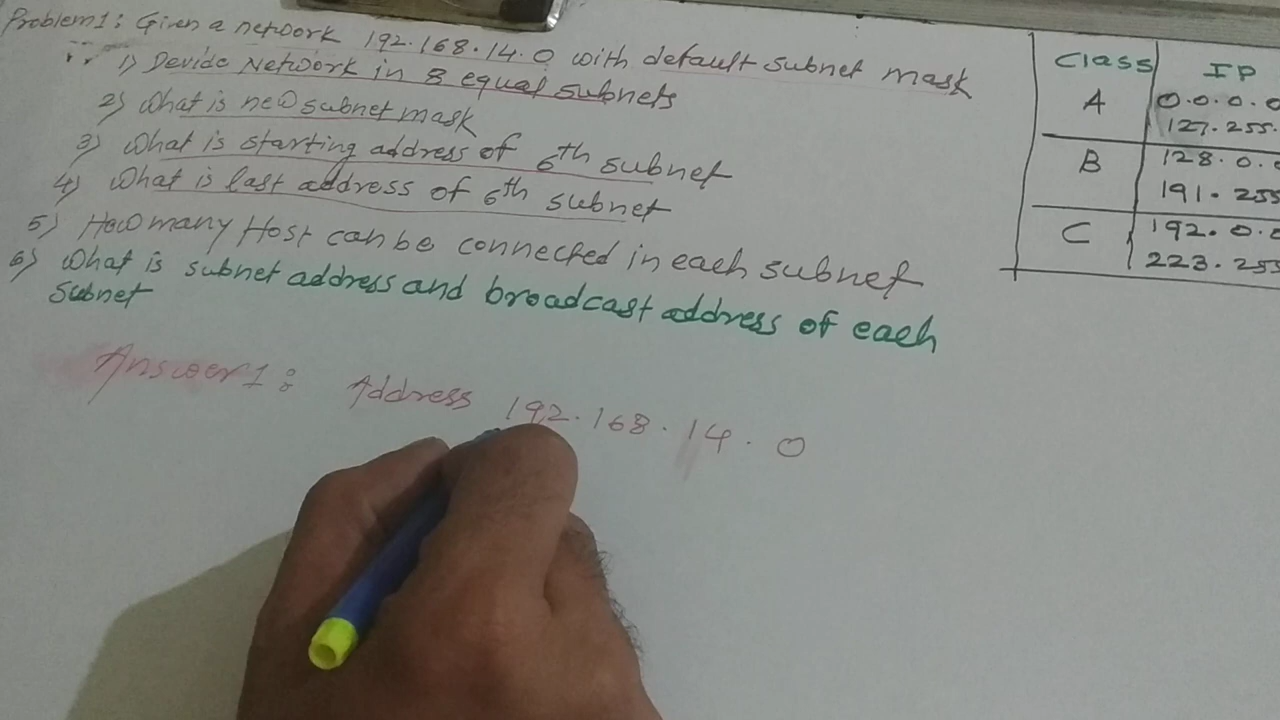 Problem1: Given a network 192.168.14.0 with default subnet mask
1) Devide Network in 8 equal subnets
2) What is new subnet mask
3) What is starting address of 6th subnet
4) What is last address of 6th subnet
5) How many Host can be connected in each subnet
6) What is subnet address and broadcast address of each
subnet
Class IP
A 0.0.0.0
127.255.
B 128.0.0
191.255
C 192.0.0
223.255
Answer1: Address 192.168.14.0